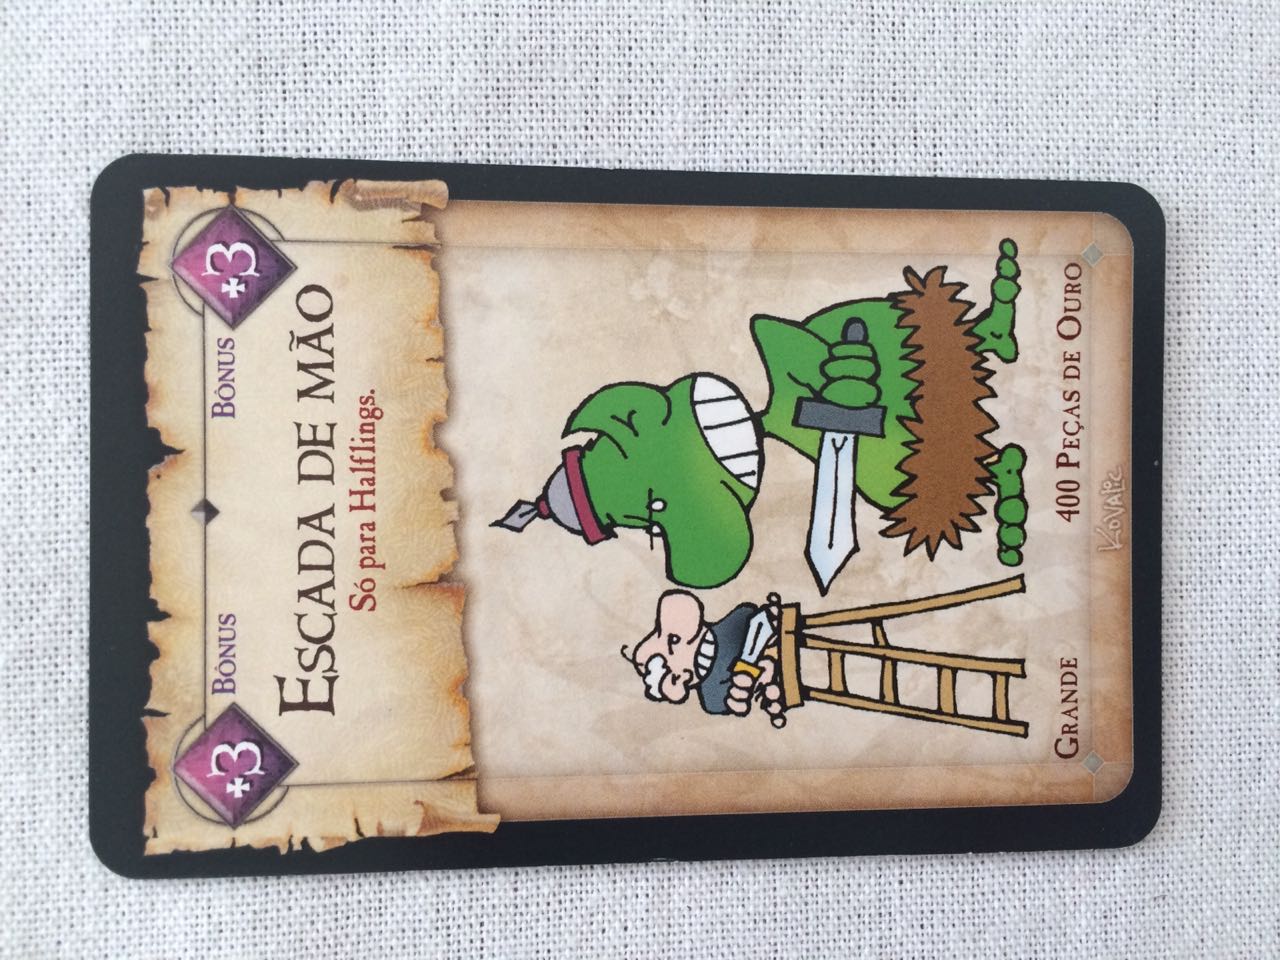 +3 Bônus Bônus +3
Escada de mão
Só para Halflings.
Grande 400 Peças de Ouro
Kovalic